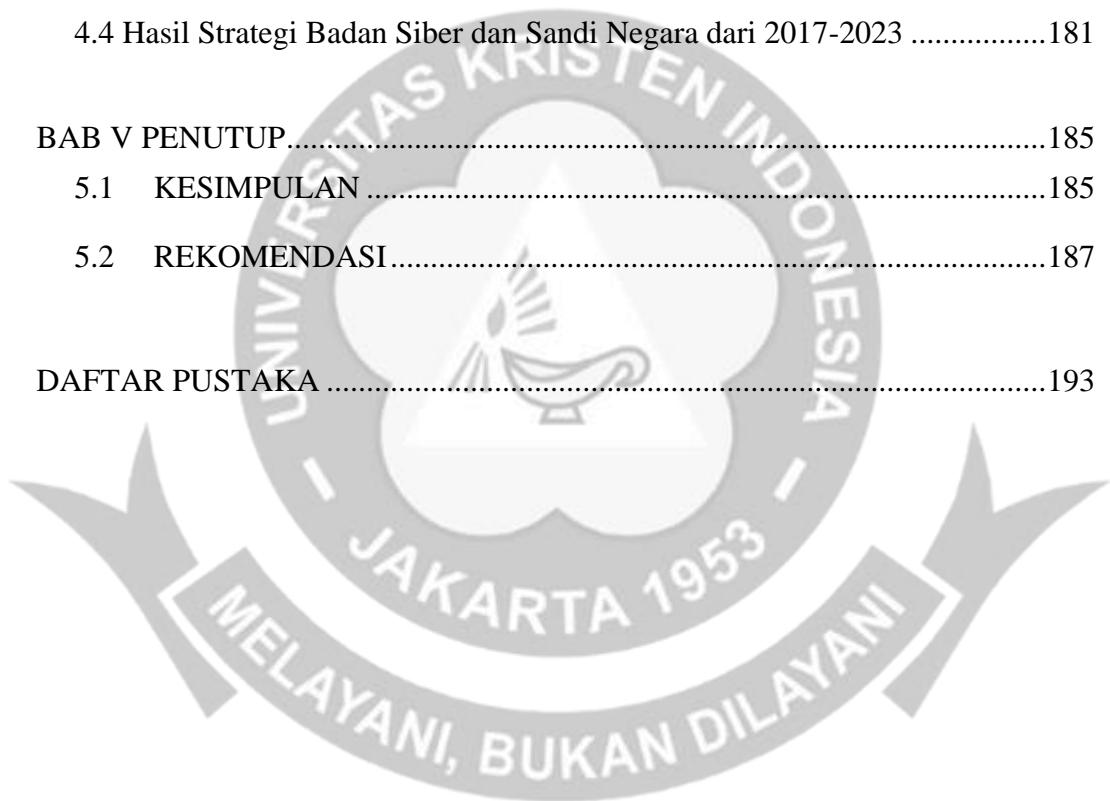 4.4 Hasil Strategi Badan Siber dan Sandi Negara dari 2017-2023 ................181
BAB V PENUTUP..........................................................................................185
5.1 KESIMPULAN ...................................................................................185
5.2 REKOMENDASI.................................................................................187
DAFTAR PUSTAKA .....................................................................................193
UNIVERSITAS KRISTEN INDONESIA
- JAKARTA 1953 -
MELAYANI, BUKAN DILAYANI